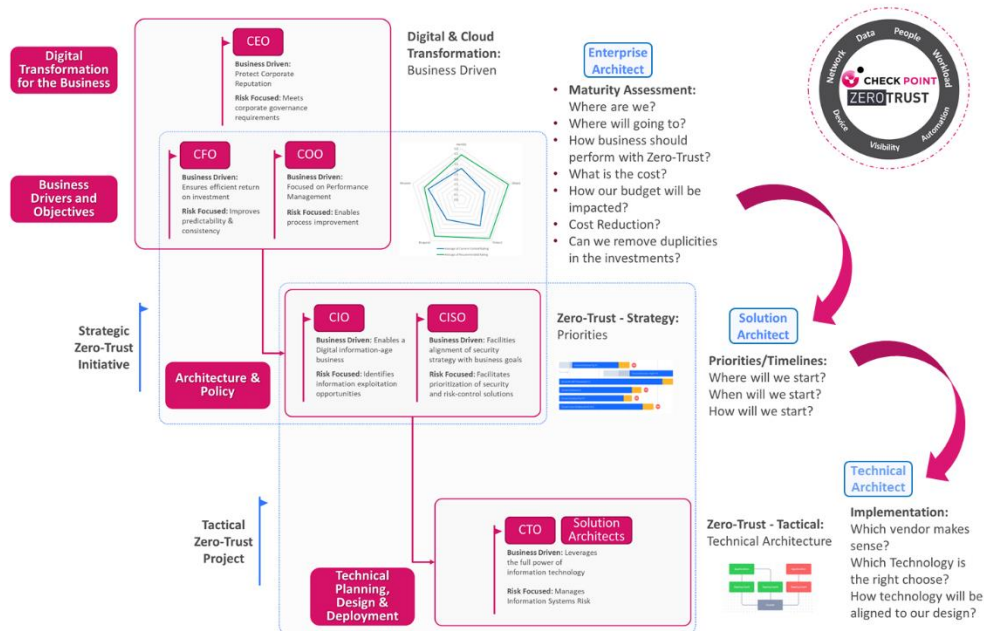 Digital
Transformation
for the Business
CEO
Business Driven:
Protect Corporate
Reputation
Risk Focused: Meets
corporate governance
requirements
Digital & Cloud
Transformation:
Business Driven
Enterprise
Architect
• Maturity Assessment:
Where are we?
• Where will going to?
• How business should
perform with Zero-Trust?
• What is the cost?
• How our budget will be
impacted?
• Cost Reduction?
• Can we remove duplicities
in the investments?
Network
Data
People
Workload
Automation
Visibility
Device
CHECK POINT
ZERO TRUST
Business
Drivers and
Objectives
CFO
Business Driven:
Ensures efficient return
on investment
Risk Focused: Improves
predictability &
consistency
COO
Business Driven:
Focused on Performance
Management
Risk Focused: Enables
process improvement
Strategic
Zero-Trust
Initiative
Architecture &
Policy
CIO
Business Driven: Enables a
Digital information-age
business
Risk Focused: Identifies
information exploitation
opportunities
CISO
Business Driven: Facilities
alignment of security
strategy with business goals
Risk Focused: Facilitates
prioritization of security
and risk-control solutions
Zero-Trust - Strategy:
Priorities
Solution
Architect
Priorities/Timelines:
Where will we start?
When will we start?
How will we start?
Tactical
Zero-Trust
Project
Technical
Planning,
Design &
Deployment
CTO
Solution
Architects
Business Driven: Leverages
the full power of
information technology
Risk Focused: Manages
Information Systems Risk
Zero-Trust - Tactical:
Technical Architecture
Technical
Architect
Implementation:
Which vendor makes
sense?
Which Technology is
the right choose?
How technology will be
aligned to our design?